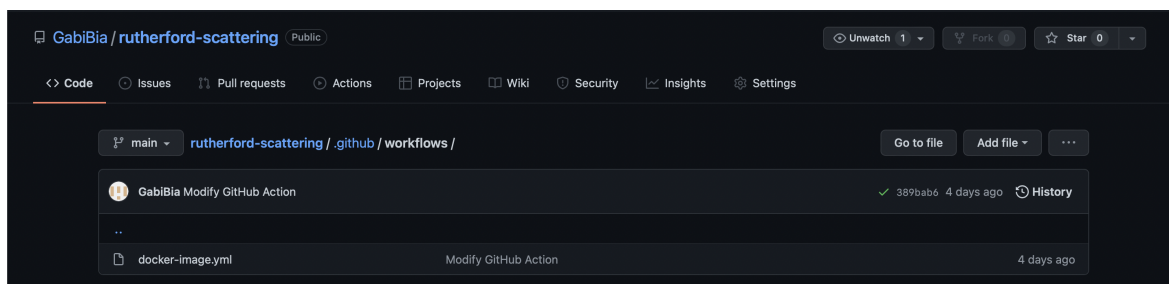 GabiBia / rutherford-scattering Public Unwatch 1 Fork 0 Star 0
<> Code Issues Pull requests Actions Projects Wiki Security Insights Settings
main rutherford-scattering / .github / workflows / Go to file Add file ...
GabiBia Modify GitHub Action 389bab6 4 days ago History
..
docker-image.yml Modify GitHub Action 4 days ago